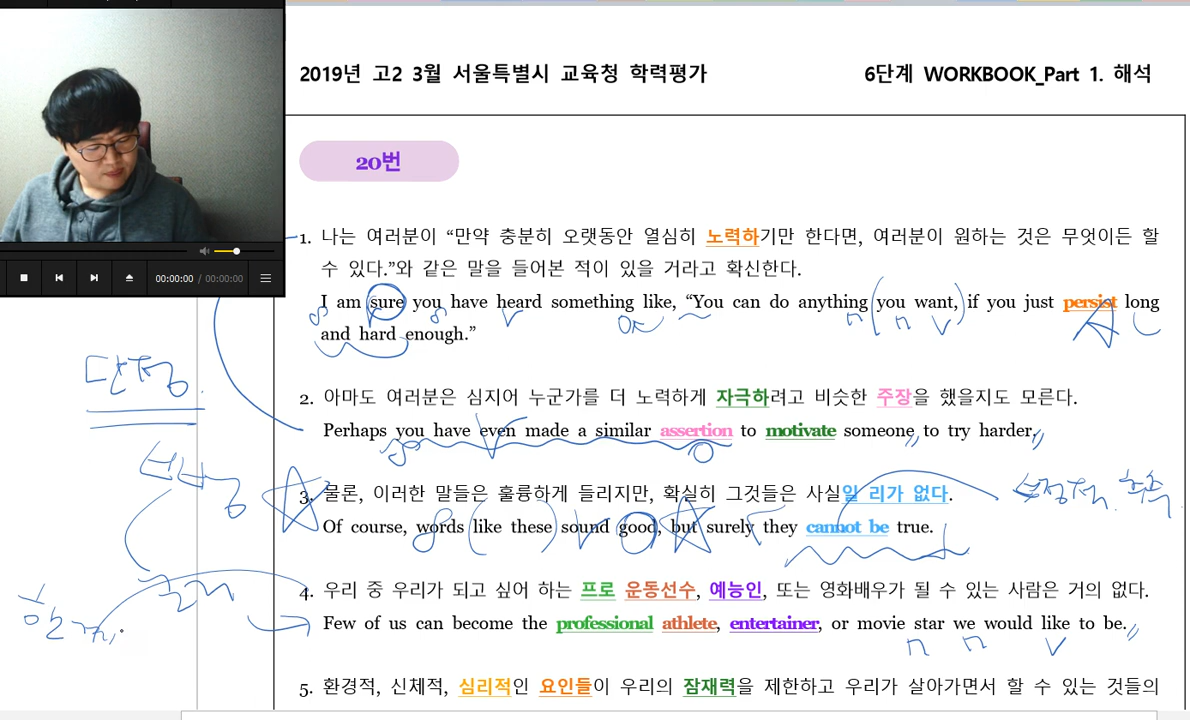 2019년 고2 3월 서울특별시 교육청 학력평가
6단계 WORKBOOK_Part 1. 해석
20번
1. 나는 여러분이 “만약 충분히 오랫동안 열심히 노력하기만 한다면, 여러분이 원하는 것은 무엇이든 할
수 있다.”와 같은 말을 들어본 적이 있을 거라고 확신한다.
I am sure you have heard something like, “You can do anything you want, if you just persist long
and hard enough.”
2. 아마도 여러분은 심지어 누군가를 더 노력하게 자극하려고 비슷한 주장을 했을지도 모른다.
Perhaps you have even made a similar assertion to motivate someone to try harder.
3. 물론, 이러한 말들은 훌륭하게 들리지만, 확실히 그것들은 사실일 리가 없다.
Of course, words like these sound good, but surely they cannot be true.
4. 우리 중 우리가 되고 싶어 하는 프로 운동선수, 예능인, 또는 영화배우가 될 수 있는 사람은 거의 없다.
Few of us can become the professional athlete, entertainer, or movie star we would like to be.
5. 환경적, 신체적, 심리적인 요인들이 우리의 잠재력을 제한하고 우리가 살아가면서 할 수 있는 것들의
00:00:00 / 00:00:00
단정